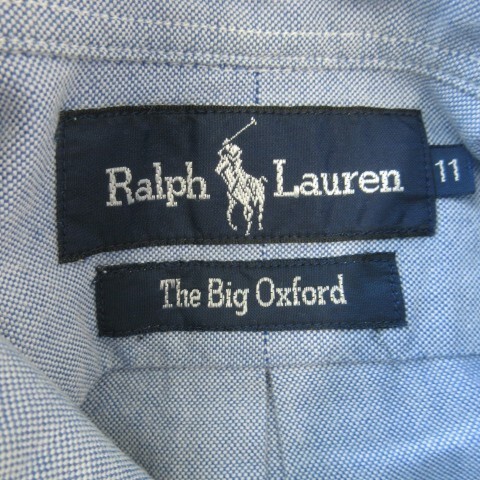 Ralph Lauren
11
The Big Oxford